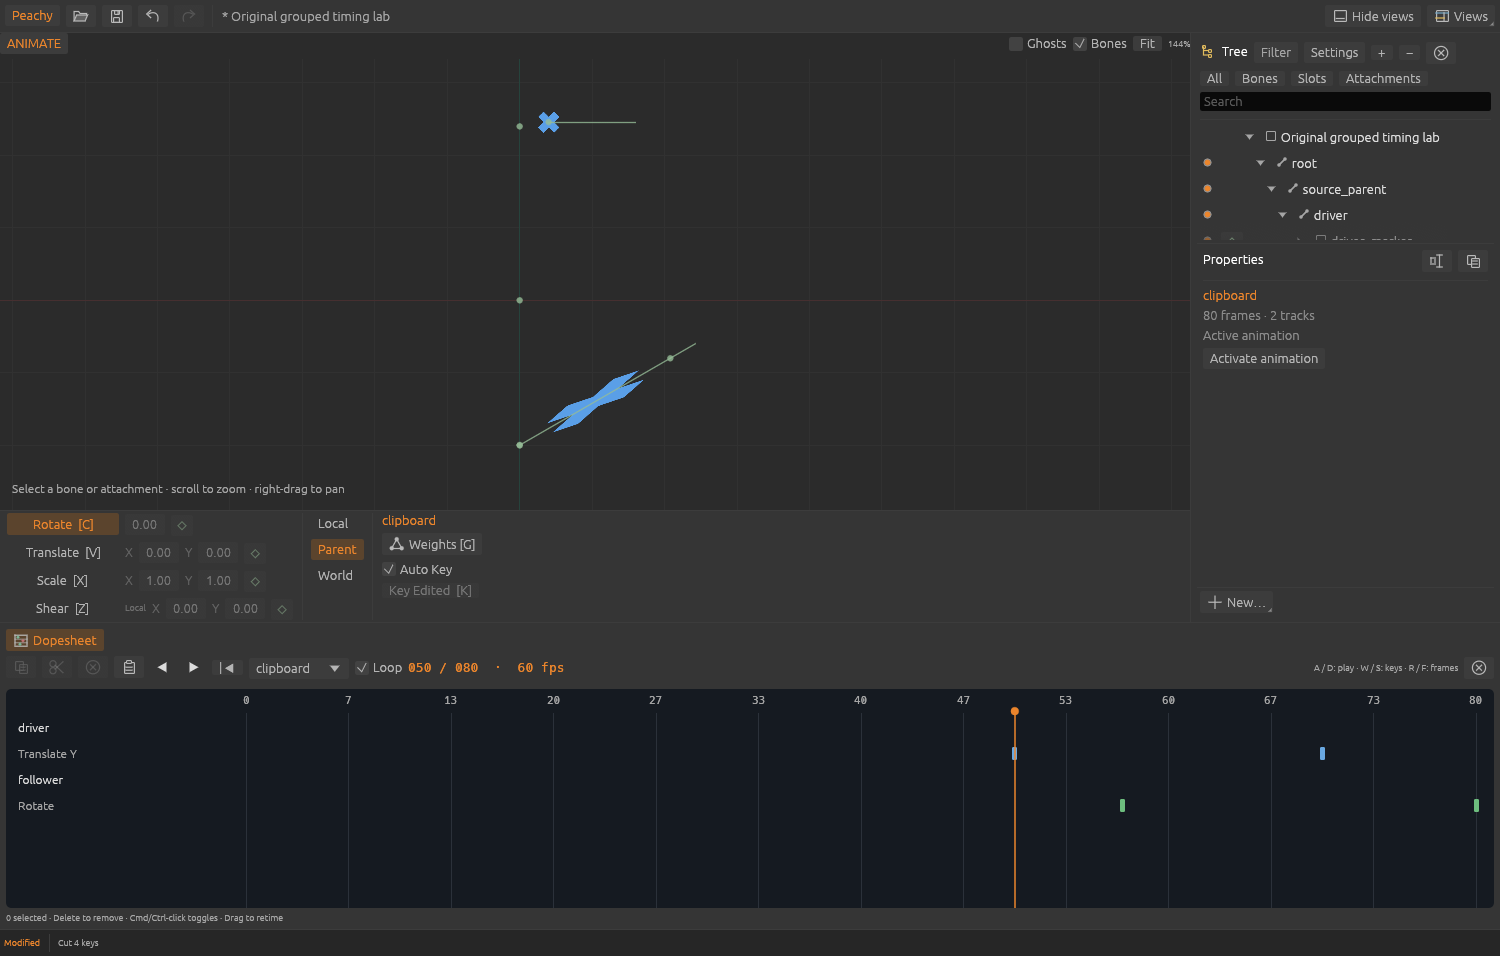 Peachy
* Original grouped timing lab
Hide views
Views
ANIMATE
Ghosts
Bones
Fit
144%
Tree
Filter
Settings
+
−
All
Bones
Slots
Attachments
Search
Original grouped timing lab
root
source_parent
driver
Properties
clipboard
80 frames · 2 tracks
Active animation
Activate animation
New...
Select a bone or attachment · scroll to zoom · right-drag to pan
Rotate [C] 0.00
Translate [V] X 0.00 Y 0.00
Scale [X] X 1.00 Y 1.00
Shear [Z] Local X 0.00 Y 0.00
Local
Parent
World
clipboard
Weights [G]
Auto Key
Key Edited [K]
Dopesheet
clipboard
Loop
050 / 080 · 60 fps
A / D: play · W / S: keys · R / F: frames
0 7 13 20 27 33 40 47 53 60 67 73 80
driver
Translate Y
follower
Rotate
0 selected · Delete to remove · Cmd/Ctrl-click toggles · Drag to retime
Modified
Cut 4 keys